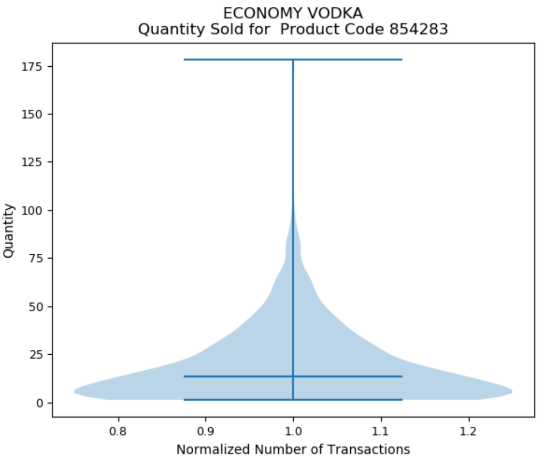 ECONOMY VODKA
Quantity Sold for  Product Code 854283
175
150
125
100
75
50
25
0
Quantity
0.8 0.9 1.0 1.1 1.2
Normalized Number of Transactions